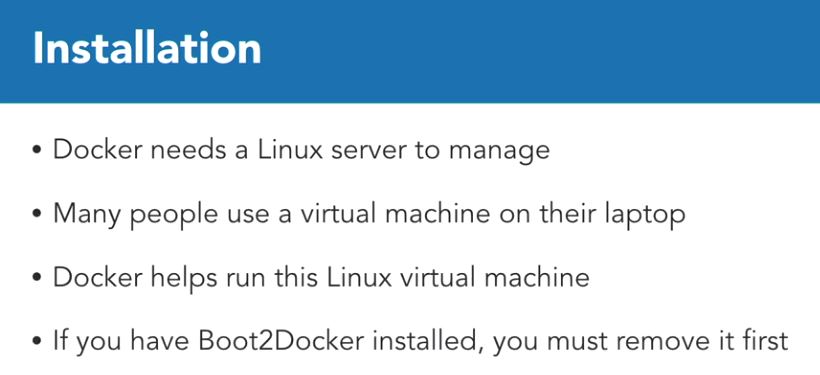 Installation
• Docker needs a Linux server to manage
• Many people use a virtual machine on their laptop
• Docker helps run this Linux virtual machine
• If you have Boot2Docker installed, you must remove it first